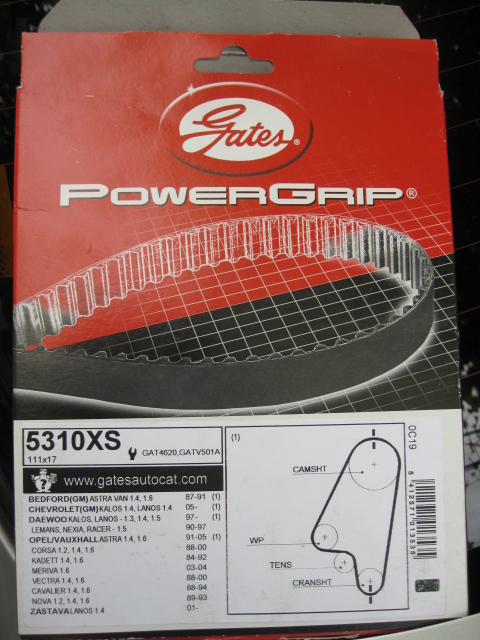 Gates®
POWERGRIP®
5310XS
111x17
GAT4620,GATV501A
www.gatesautocat.com
BEDFORD(GM) ASTRA VAN 1.4, 1.6 87-91 (1)
CHEVROLET(GM) KALOS 1.4, LANOS 1.4 05- (1)
DAEWOO KALOS, LANOS - 1.3, 1.4, 1.5 97- (1)
LEMANS, NEXIA, RACER - 1.5 90-97
OPEL/VAUXHALL ASTRA 1.4, 1.6 91-05 (1)
CORSA 1.2, 1.4, 1.6 88-00
KADETT 1.4, 1.6 84-92
MERIVA 1.6 03-04
VECTRA 1.4, 1.6 88-00
CAVALIER 1.4, 1.6 88-94
NOVA 1.2, 1.4, 1.6 89-93
ZASTAVA LANOS 1.4 01-
(1)
CAMSHT
WP
TENS
CRANSHT
0C19
5412571013535